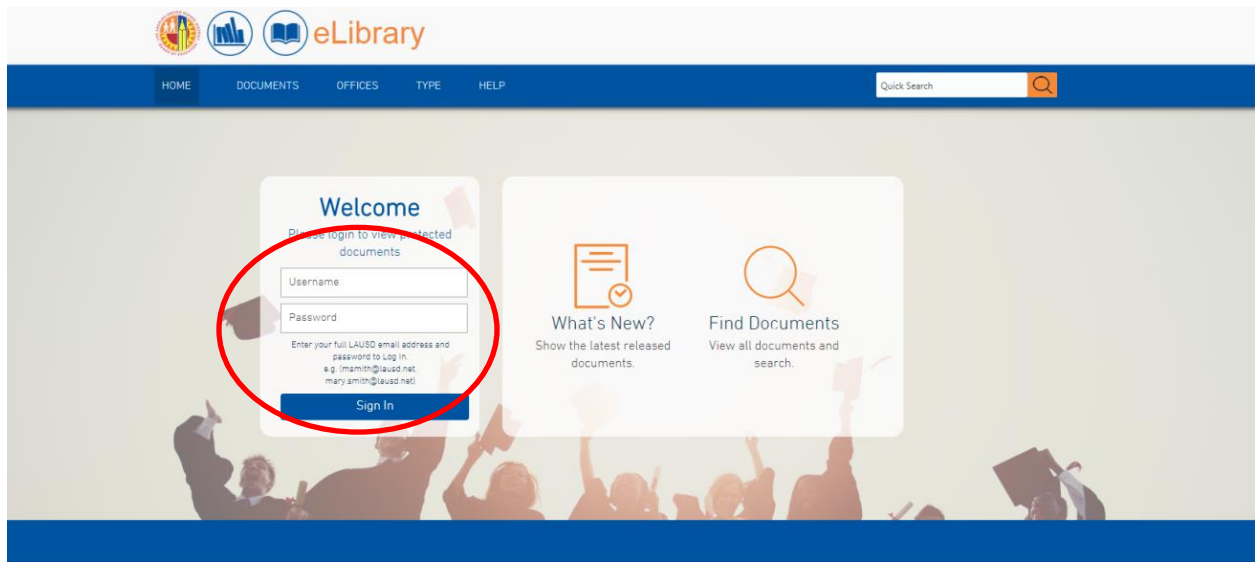 eLibrary
HOME DOCUMENTS OFFICES TYPE HELP Quick Search
Welcome
Please login to view protected
documents
Username
Password
Enter your full LAUSD email address and
password to Log In.
e.g. (msmith@lausd.net.
mary.smith@lausd.net)
Sign In
What's New?
Show the latest released
documents.
Find Documents
View all documents and
search.